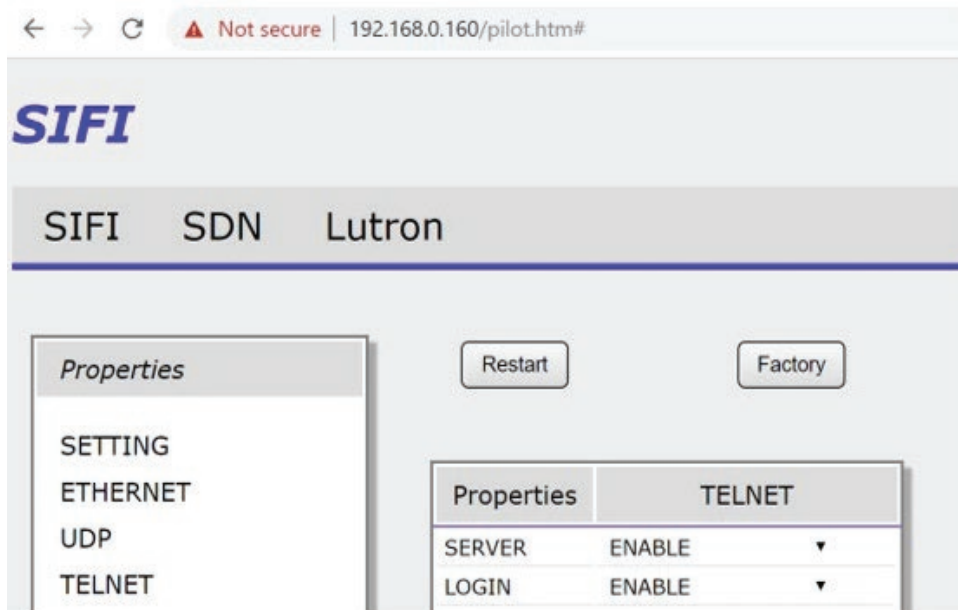 Not secure | 192.168.0.160/pilot.htm#
SIFI
SIFI SDN Lutron
Properties
SETTING
ETHERNET
UDP
TELNET
Restart Factory
Properties TELNET
SERVER ENABLE
LOGIN ENABLE